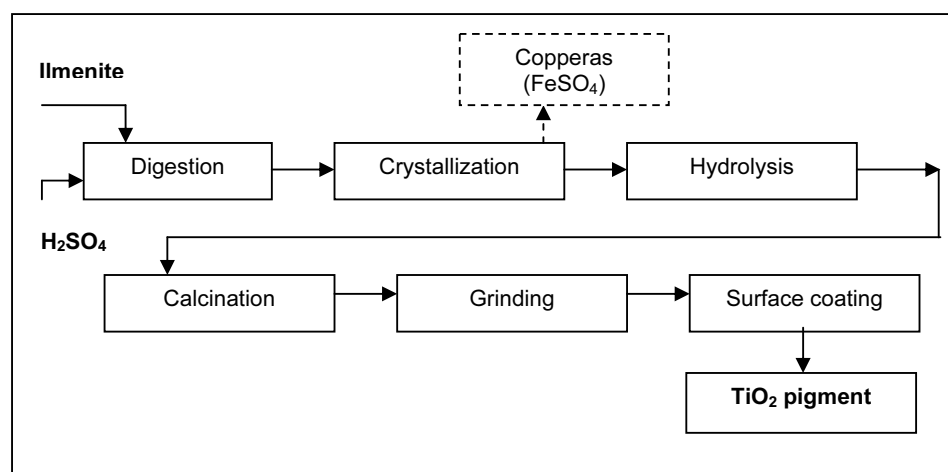 Copperas
(FeSO₄)
Ilmenite
Digestion
Crystallization
Hydrolysis
H₂SO₄
Calcination
Grinding
Surface coating
TiO₂ pigment